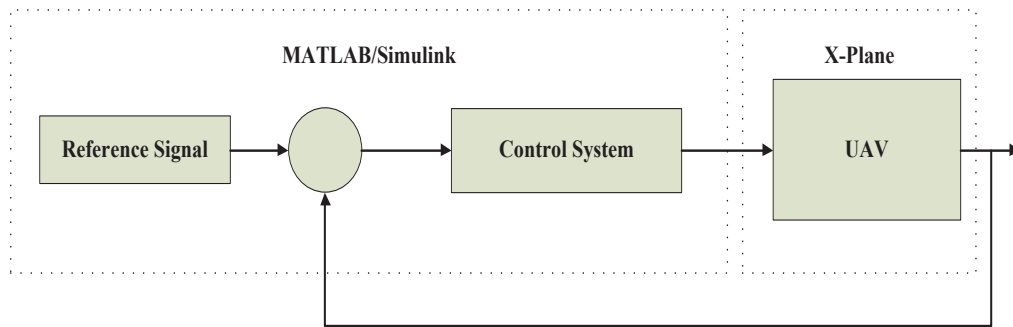 MATLAB/Simulink
X-Plane
Reference Signal
Control System
UAV